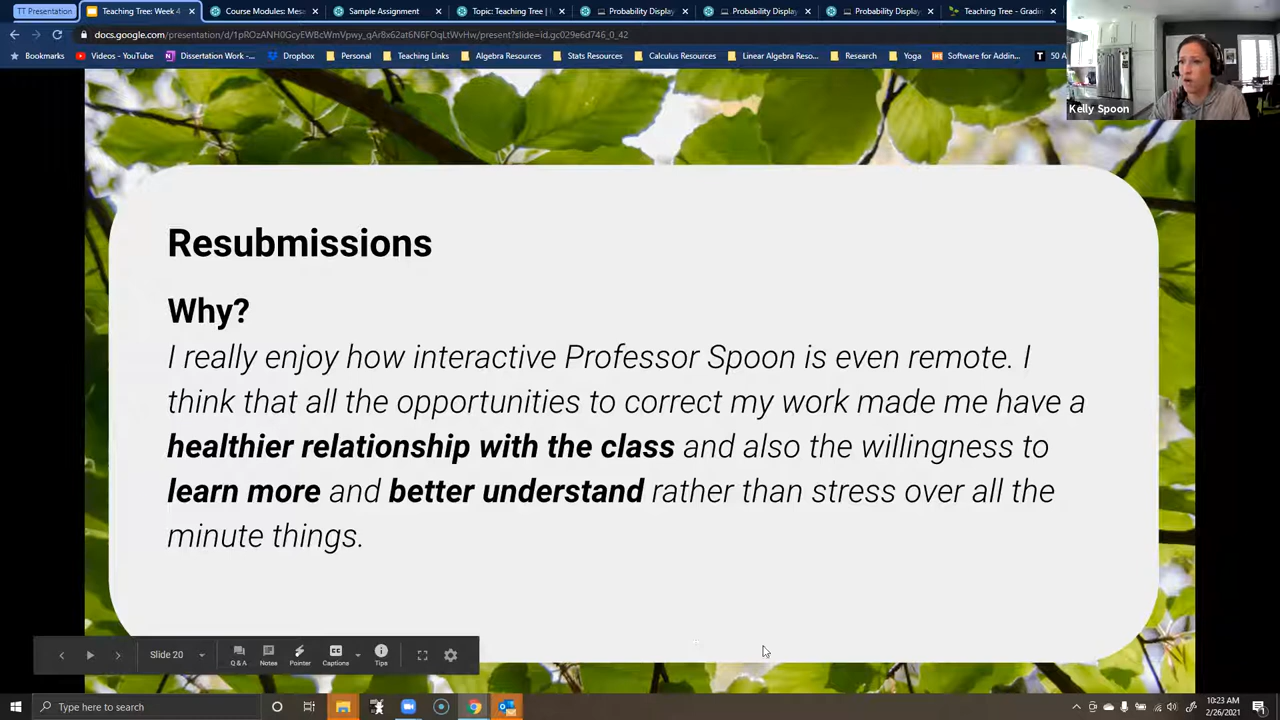 TT Presentation
Teaching Tree: Week 4
Course Modules: Mesa
Sample Assignment
Topic: Teaching Tree | M
Probability Display
Probability Display
Probability Display
Teaching Tree - Gradin
docs.google.com/presentation/d/1pROzANH0GcyEWBcWmVpwy_qAr8x62at6N6FOqLtWvHw/present?slide=id.gc029e6d746_0_42
Bookmarks
Videos - YouTube
Dissertation Work -...
Dropbox
Personal
Teaching Links
Algebra Resources
Stats Resources
Calculus Resources
Linear Algebra Reso...
Research
Yoga
Software for Addin...
50 A
Kelly Spoon
Resubmissions
Why?
I really enjoy how interactive Professor Spoon is even remote. I
think that all the opportunities to correct my work made me have a
healthier relationship with the class and also the willingness to
learn more and better understand rather than stress over all the
minute things.
Slide 20
Q & A
Notes
Pointer
Captions
Tips
Type here to search
10:23 AM
2/26/2021